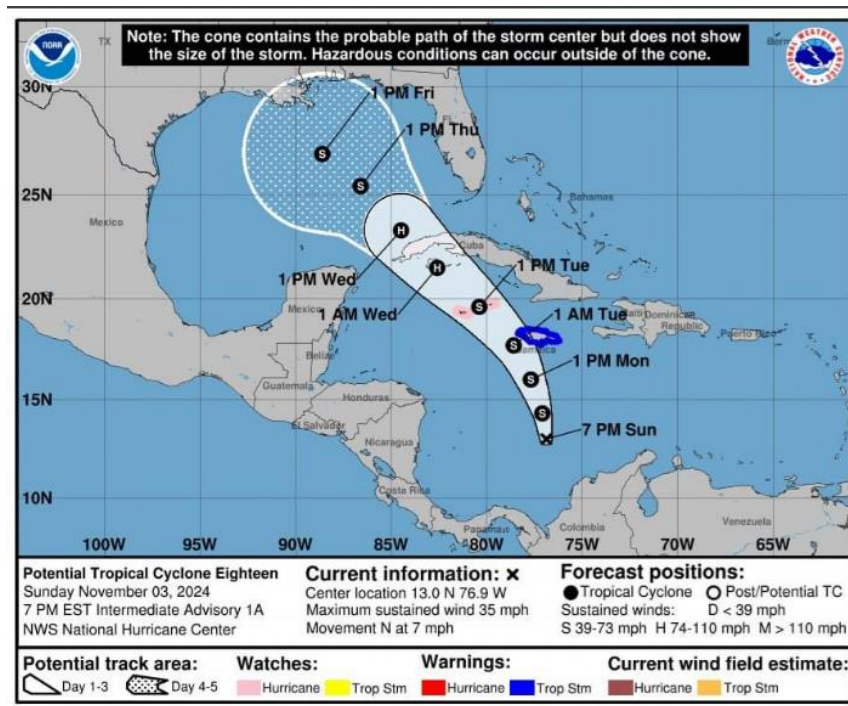 Note: The cone contains the probable path of the storm center but does not show
the size of the storm. Hazardous conditions can occur outside of the cone.
NOAA
NATIONAL WEATHER SERVICE
TX
30N
1 PM Fri
FL
1 PM Thu
25N
Bahamas
Mexico
Cuba
1 PM Wed
1 PM Tue
20N
Mexico
1 AM Wed
1 AM Tue
Dominican
Republic
Puerto Rico
Belize
Jamaica
1 PM Mon
Guatemala
15N
Honduras
El Salvador
7 PM Sun
Nicaragua
Costa Rica
10N
Panama
Colombia
Venezuela
100W 95W 90W 85W 80W 75W 70W 65W
Potential Tropical Cyclone Eighteen
Sunday November 03, 2024
7 PM EST Intermediate Advisory 1A
NWS National Hurricane Center
Current information: x
Center location 13.0 N 76.9 W
Maximum sustained wind 35 mph
Movement N at 7 mph
Forecast positions:
Tropical Cyclone Post/Potential TC
Sustained winds: D < 39 mph
S 39-73 mph H 74-110 mph M > 110 mph
Potential track area:
Day 1-3 Day 4-5
Watches:
Hurricane Trop Stm
Warnings:
Hurricane Trop Stm
Current wind field estimate:
Hurricane Trop Stm
S
S
H
H
S
S
S
S